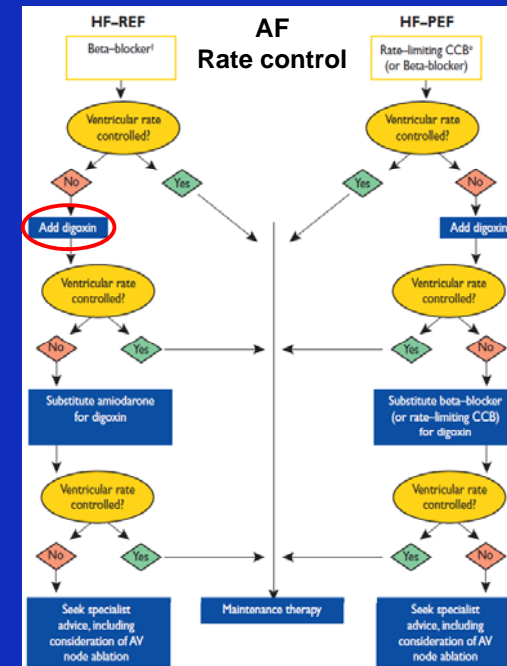 AF
Rate control
HF–REF
Beta–blocker
Ventricular rate
controlled?
No
Yes
Add digoxin
Ventricular rate
controlled?
No
Yes
Substitute amiodarone
for digoxin
Ventricular rate
controlled?
No
Yes
Seek specialist
advice, including
consideration of AV
node ablation
Maintenance therapy
HF–PEF
Rate–limiting CCB
(or Beta–blocker)
Ventricular rate
controlled?
Yes
No
Add digoxin
Ventricular rate
controlled?
Yes
No
Substitute beta–blocker
(or rate–limiting CCB)
for digoxin
Ventricular rate
controlled?
Yes
No
Seek specialist
advice, including
consideration of AV
node ablation